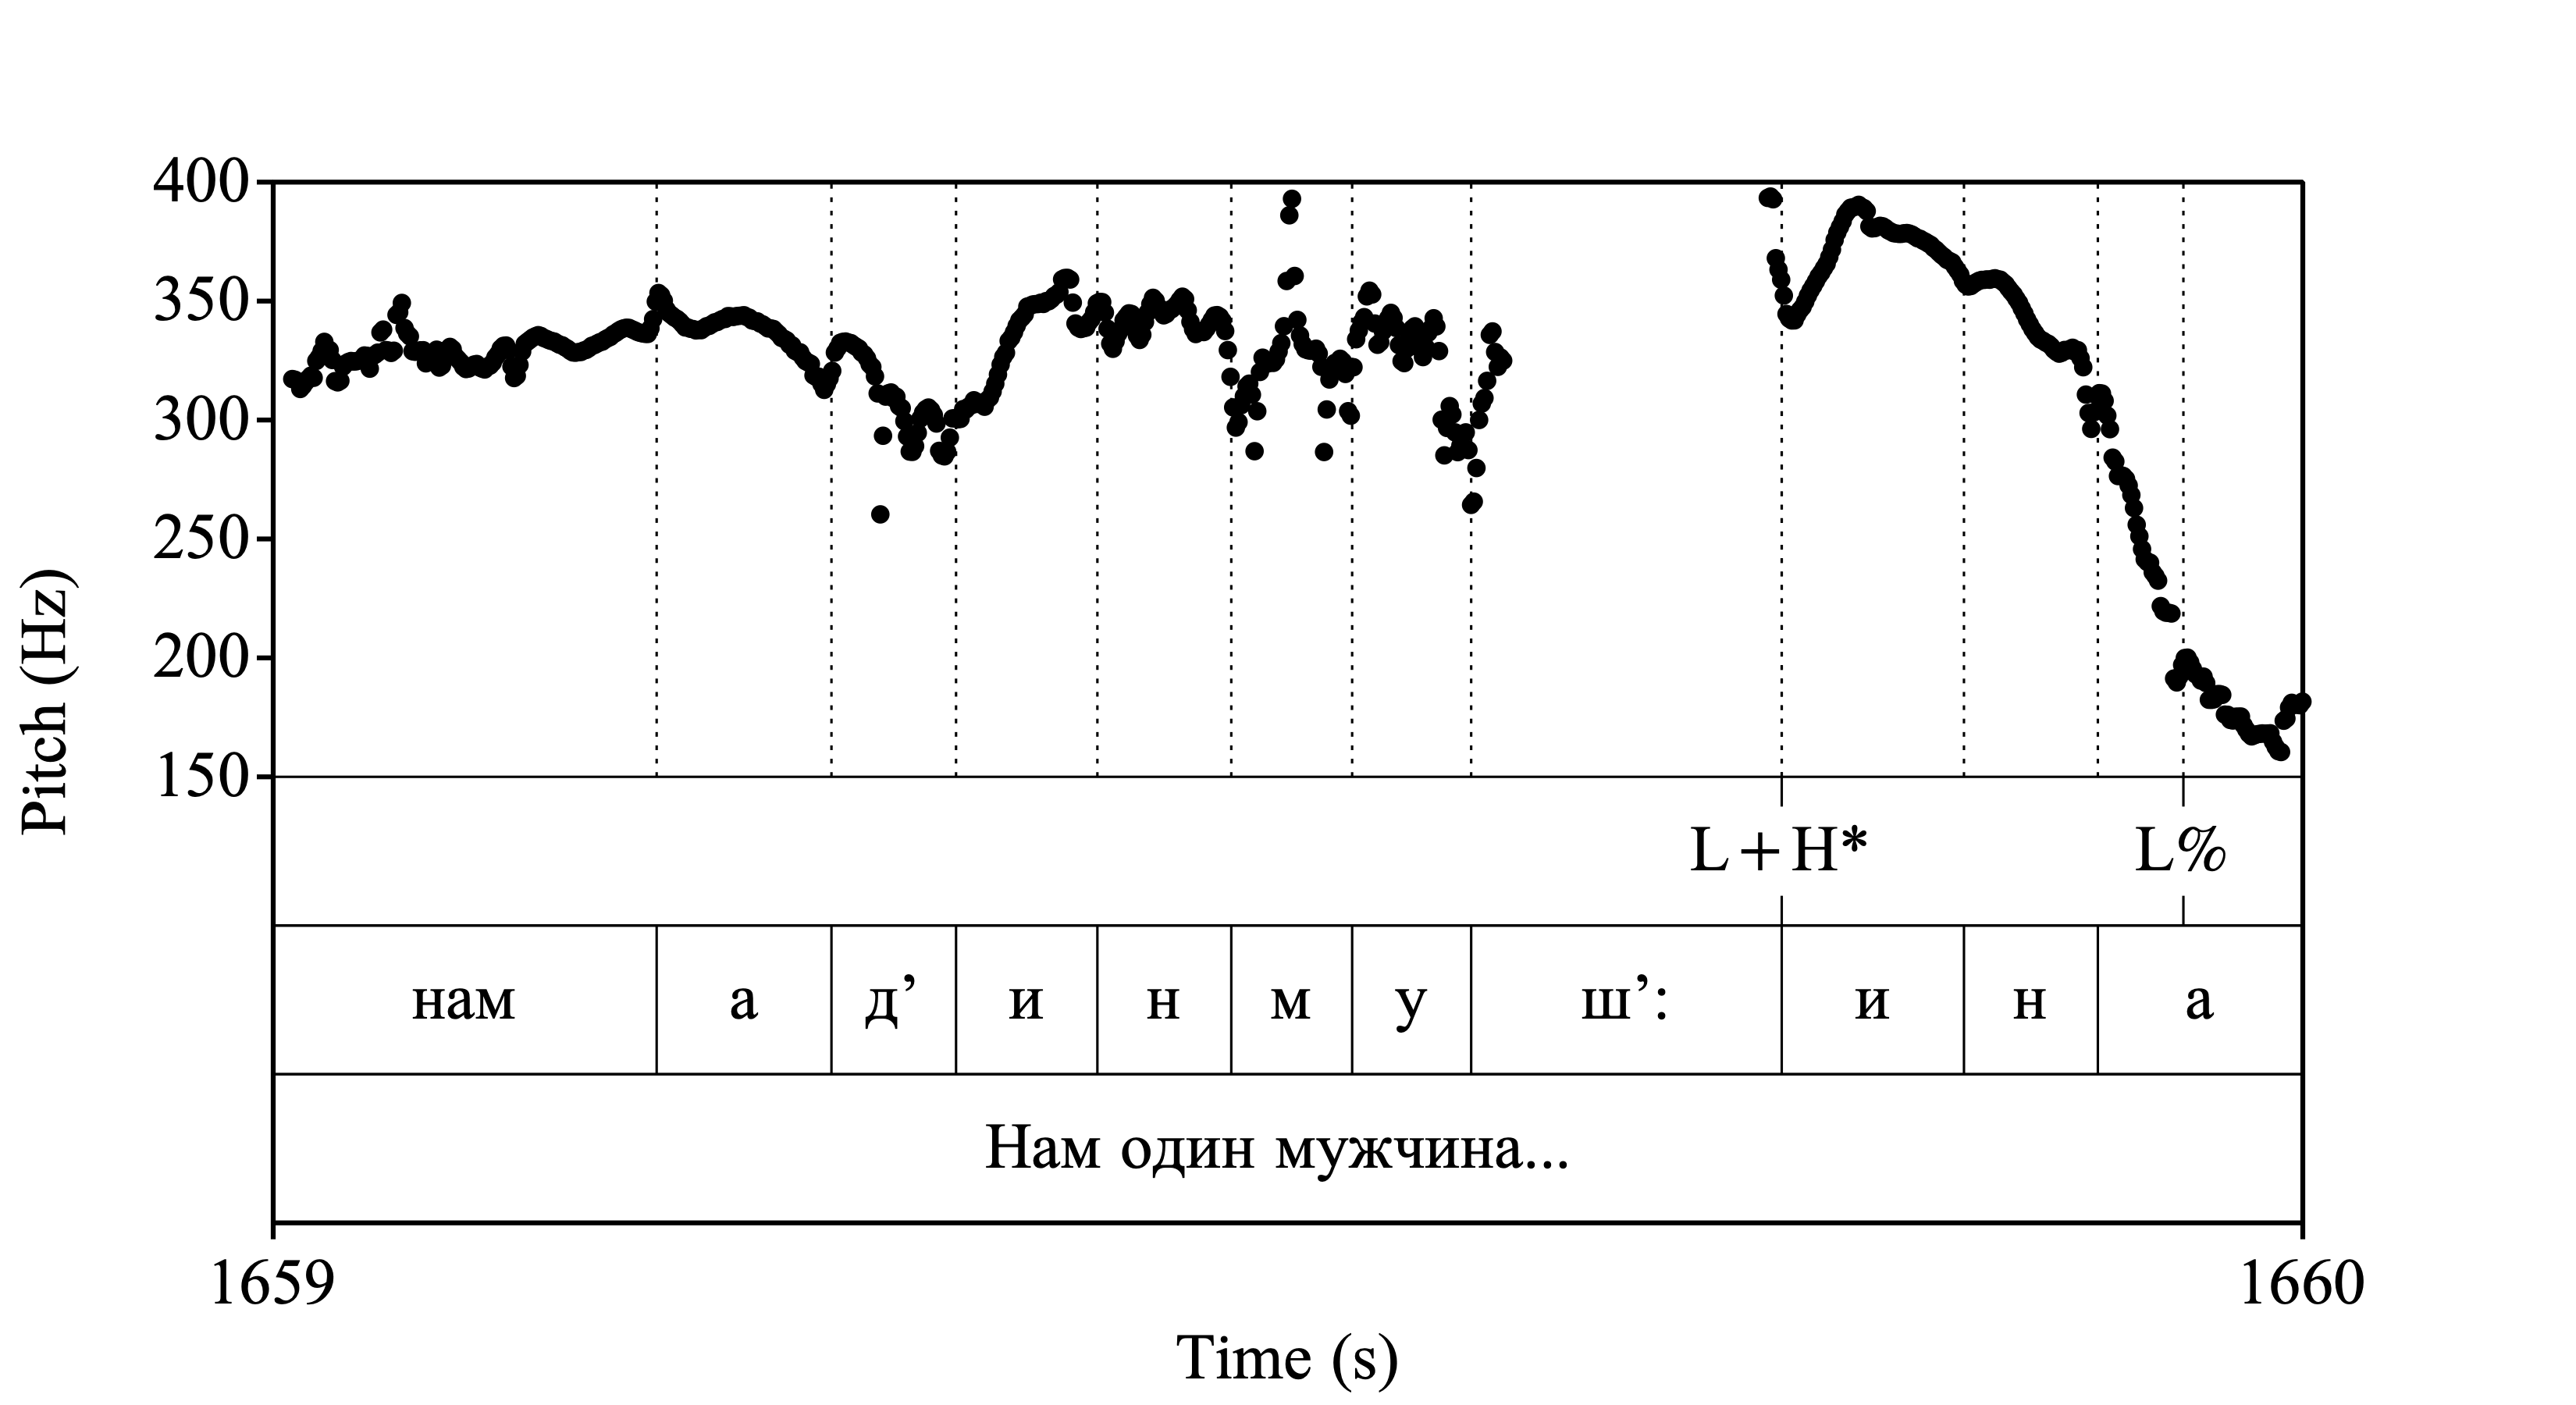 400
350
300
250
200
150
Pitch (Hz)
L+H* L%
нам а д’ и н м у ш’: и н а
Нам один мужчина...
1659 1660
Time (s)